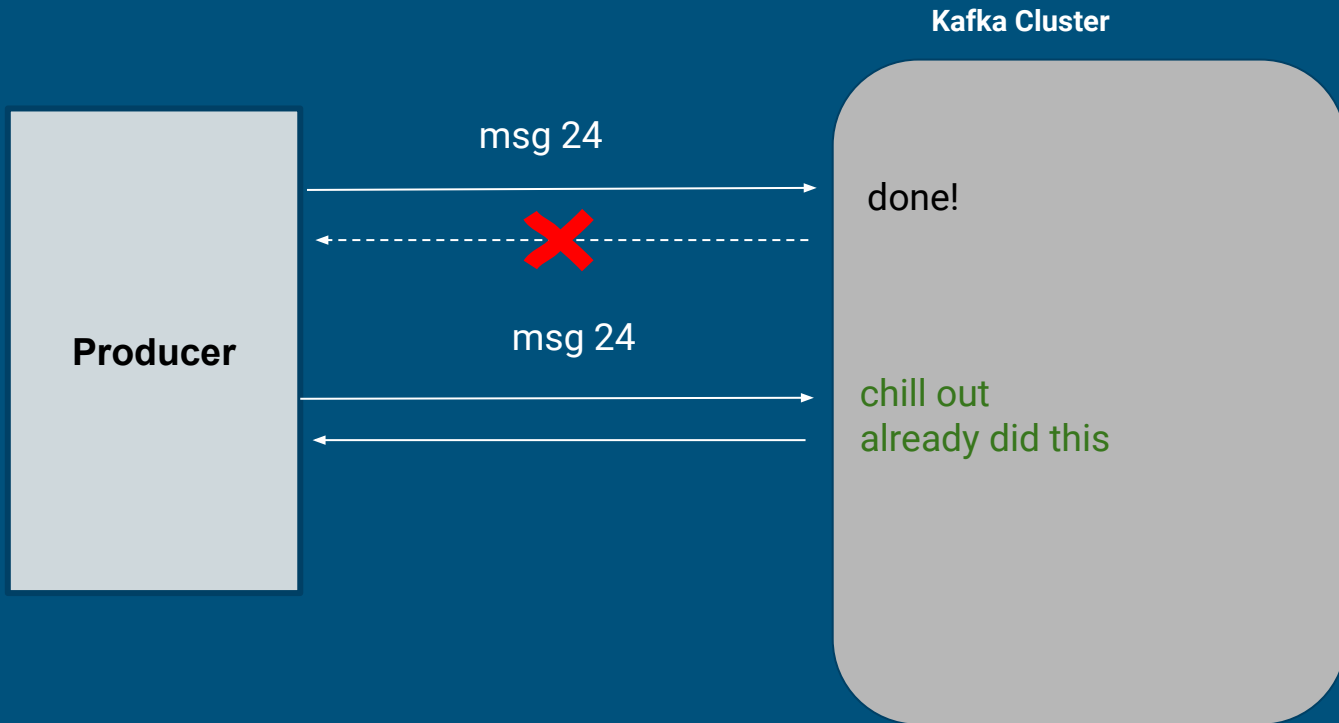 Kafka Cluster
msg 24
done!
Producer
msg 24
chill out
already did this